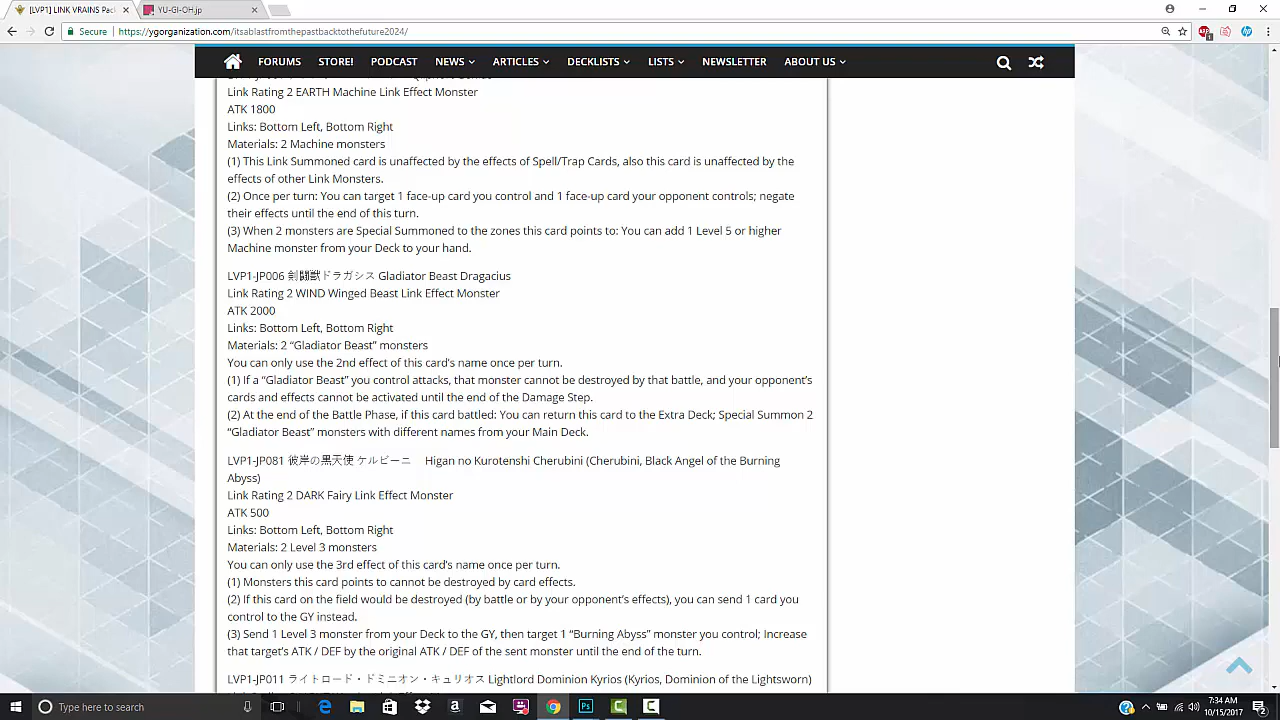 [LVP1] LINK VRAINS Pac
YU-GI-OH.jp
Secure
https://ygorganization.com/itsablastfromthepastbacktothefuture2024/
FORUMS STORE! PODCAST NEWS ARTICLES DECKLISTS LISTS NEWSLETTER ABOUT US
Link Rating 2 EARTH Machine Link Effect Monster
ATK 1800
Links: Bottom Left, Bottom Right
Materials: 2 Machine monsters
(1) This Link Summoned card is unaffected by the effects of Spell/Trap Cards, also this card is unaffected by the
effects of other Link Monsters.
(2) Once per turn: You can target 1 face-up card you control and 1 face-up card your opponent controls; negate
their effects until the end of this turn.
(3) When 2 monsters are Special Summoned to the zones this card points to: You can add 1 Level 5 or higher
Machine monster from your Deck to your hand.
LVP1-JP006 剣闘獣ドラガシス Gladiator Beast Dragacius
Link Rating 2 WIND Winged Beast Link Effect Monster
ATK 2000
Links: Bottom Left, Bottom Right
Materials: 2 “Gladiator Beast” monsters
You can only use the 2nd effect of this card’s name once per turn.
(1) If a “Gladiator Beast” you control attacks, that monster cannot be destroyed by that battle, and your opponent’s
cards and effects cannot be activated until the end of the Damage Step.
(2) At the end of the Battle Phase, if this card battled: You can return this card to the Extra Deck; Special Summon 2
“Gladiator Beast” monsters with different names from your Main Deck.
LVP1-JP081 彼岸の黒天使 ケルビーニ Higan no Kurotenshi Cherubini (Cherubini, Black Angel of the Burning
Abyss)
Link Rating 2 DARK Fairy Link Effect Monster
ATK 500
Links: Bottom Left, Bottom Right
Materials: 2 Level 3 monsters
You can only use the 3rd effect of this card’s name once per turn.
(1) Monsters this card points to cannot be destroyed by card effects.
(2) If this card on the field would be destroyed (by battle or by your opponent’s effects), you can send 1 card you
control to the GY instead.
(3) Send 1 Level 3 monster from your Deck to the GY, then target 1 “Burning Abyss” monster you control; Increase
that target’s ATK / DEF by the original ATK / DEF of the sent monster until the end of the turn.
LVP1-JP011 ライトロード・ドミニオン・キュリオス Lightlord Dominion Kyrios (Kyrios, Dominion of the Lightsworn)
Type here to search
7:34 AM
10/15/2017